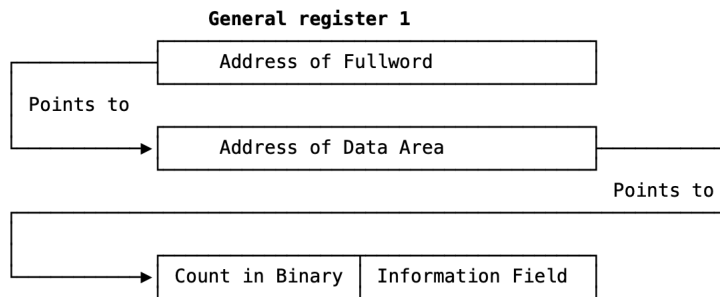 General register 1
Address of Fullword
Points to
Address of Data Area
Points to
Count in Binary
Information Field